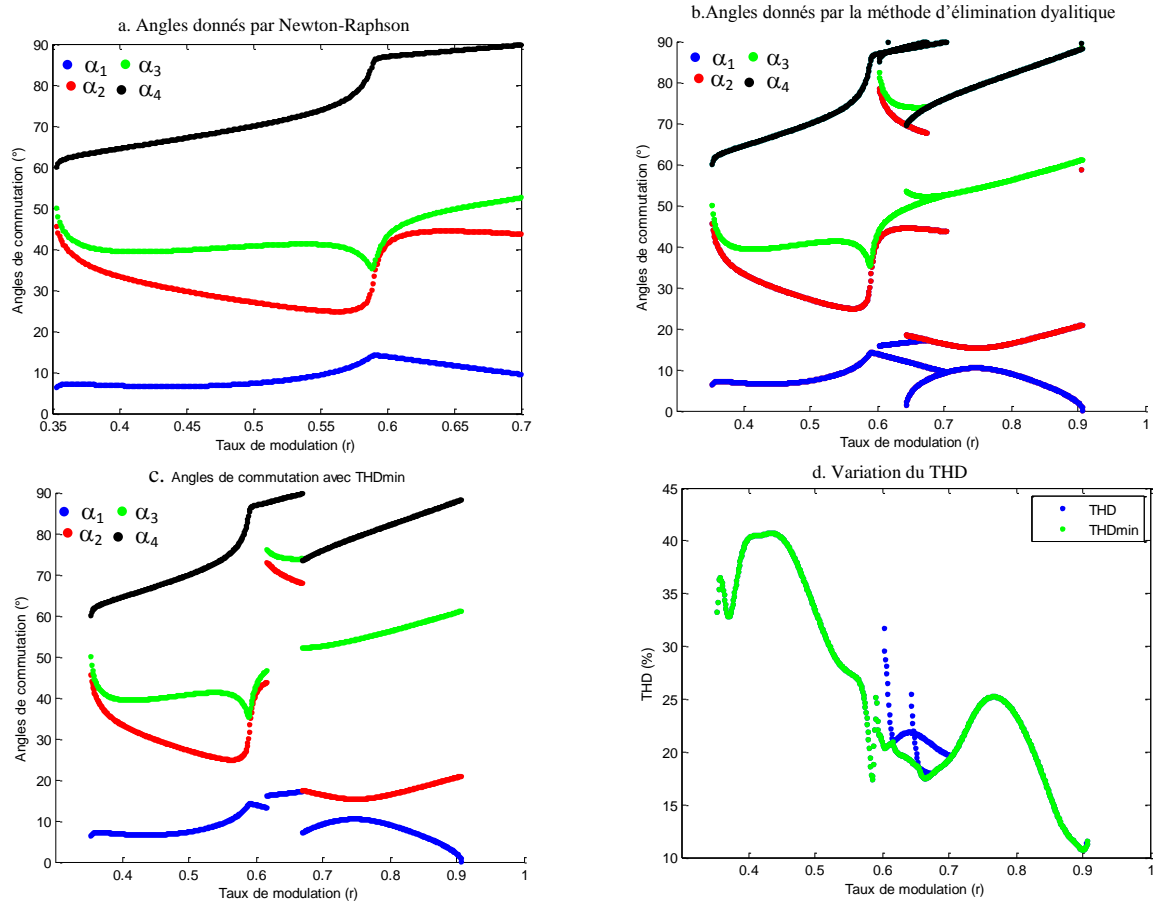 a. Angles donnés par Newton-Raphson
α1 α3
α2 α4
Angles de commutation (°)
90
80
70
60
50
40
30
20
10
0
0.35 0.4 0.45 0.5 0.55 0.6 0.65 0.7
Taux de modulation (r)
b.Angles donnés par la méthode d'élimination dyalitique
α1 α3
α2 α4
Angles de commutation (°)
90
80
70
60
50
40
30
20
10
0
0.4 0.5 0.6 0.7 0.8 0.9 1
Taux de modulation (r)
c. Angles de commutation avec THDmin
α1 α3
α2 α4
Angles de commutation (°)
90
80
70
60
50
40
30
20
10
0
0.4 0.5 0.6 0.7 0.8 0.9 1
Taux de modulation (r)
d. Variation du THD
THD
THDmin
THD (%)
45
40
35
30
25
20
15
10
0.4 0.5 0.6 0.7 0.8 0.9 1
Taux de modulation (r)